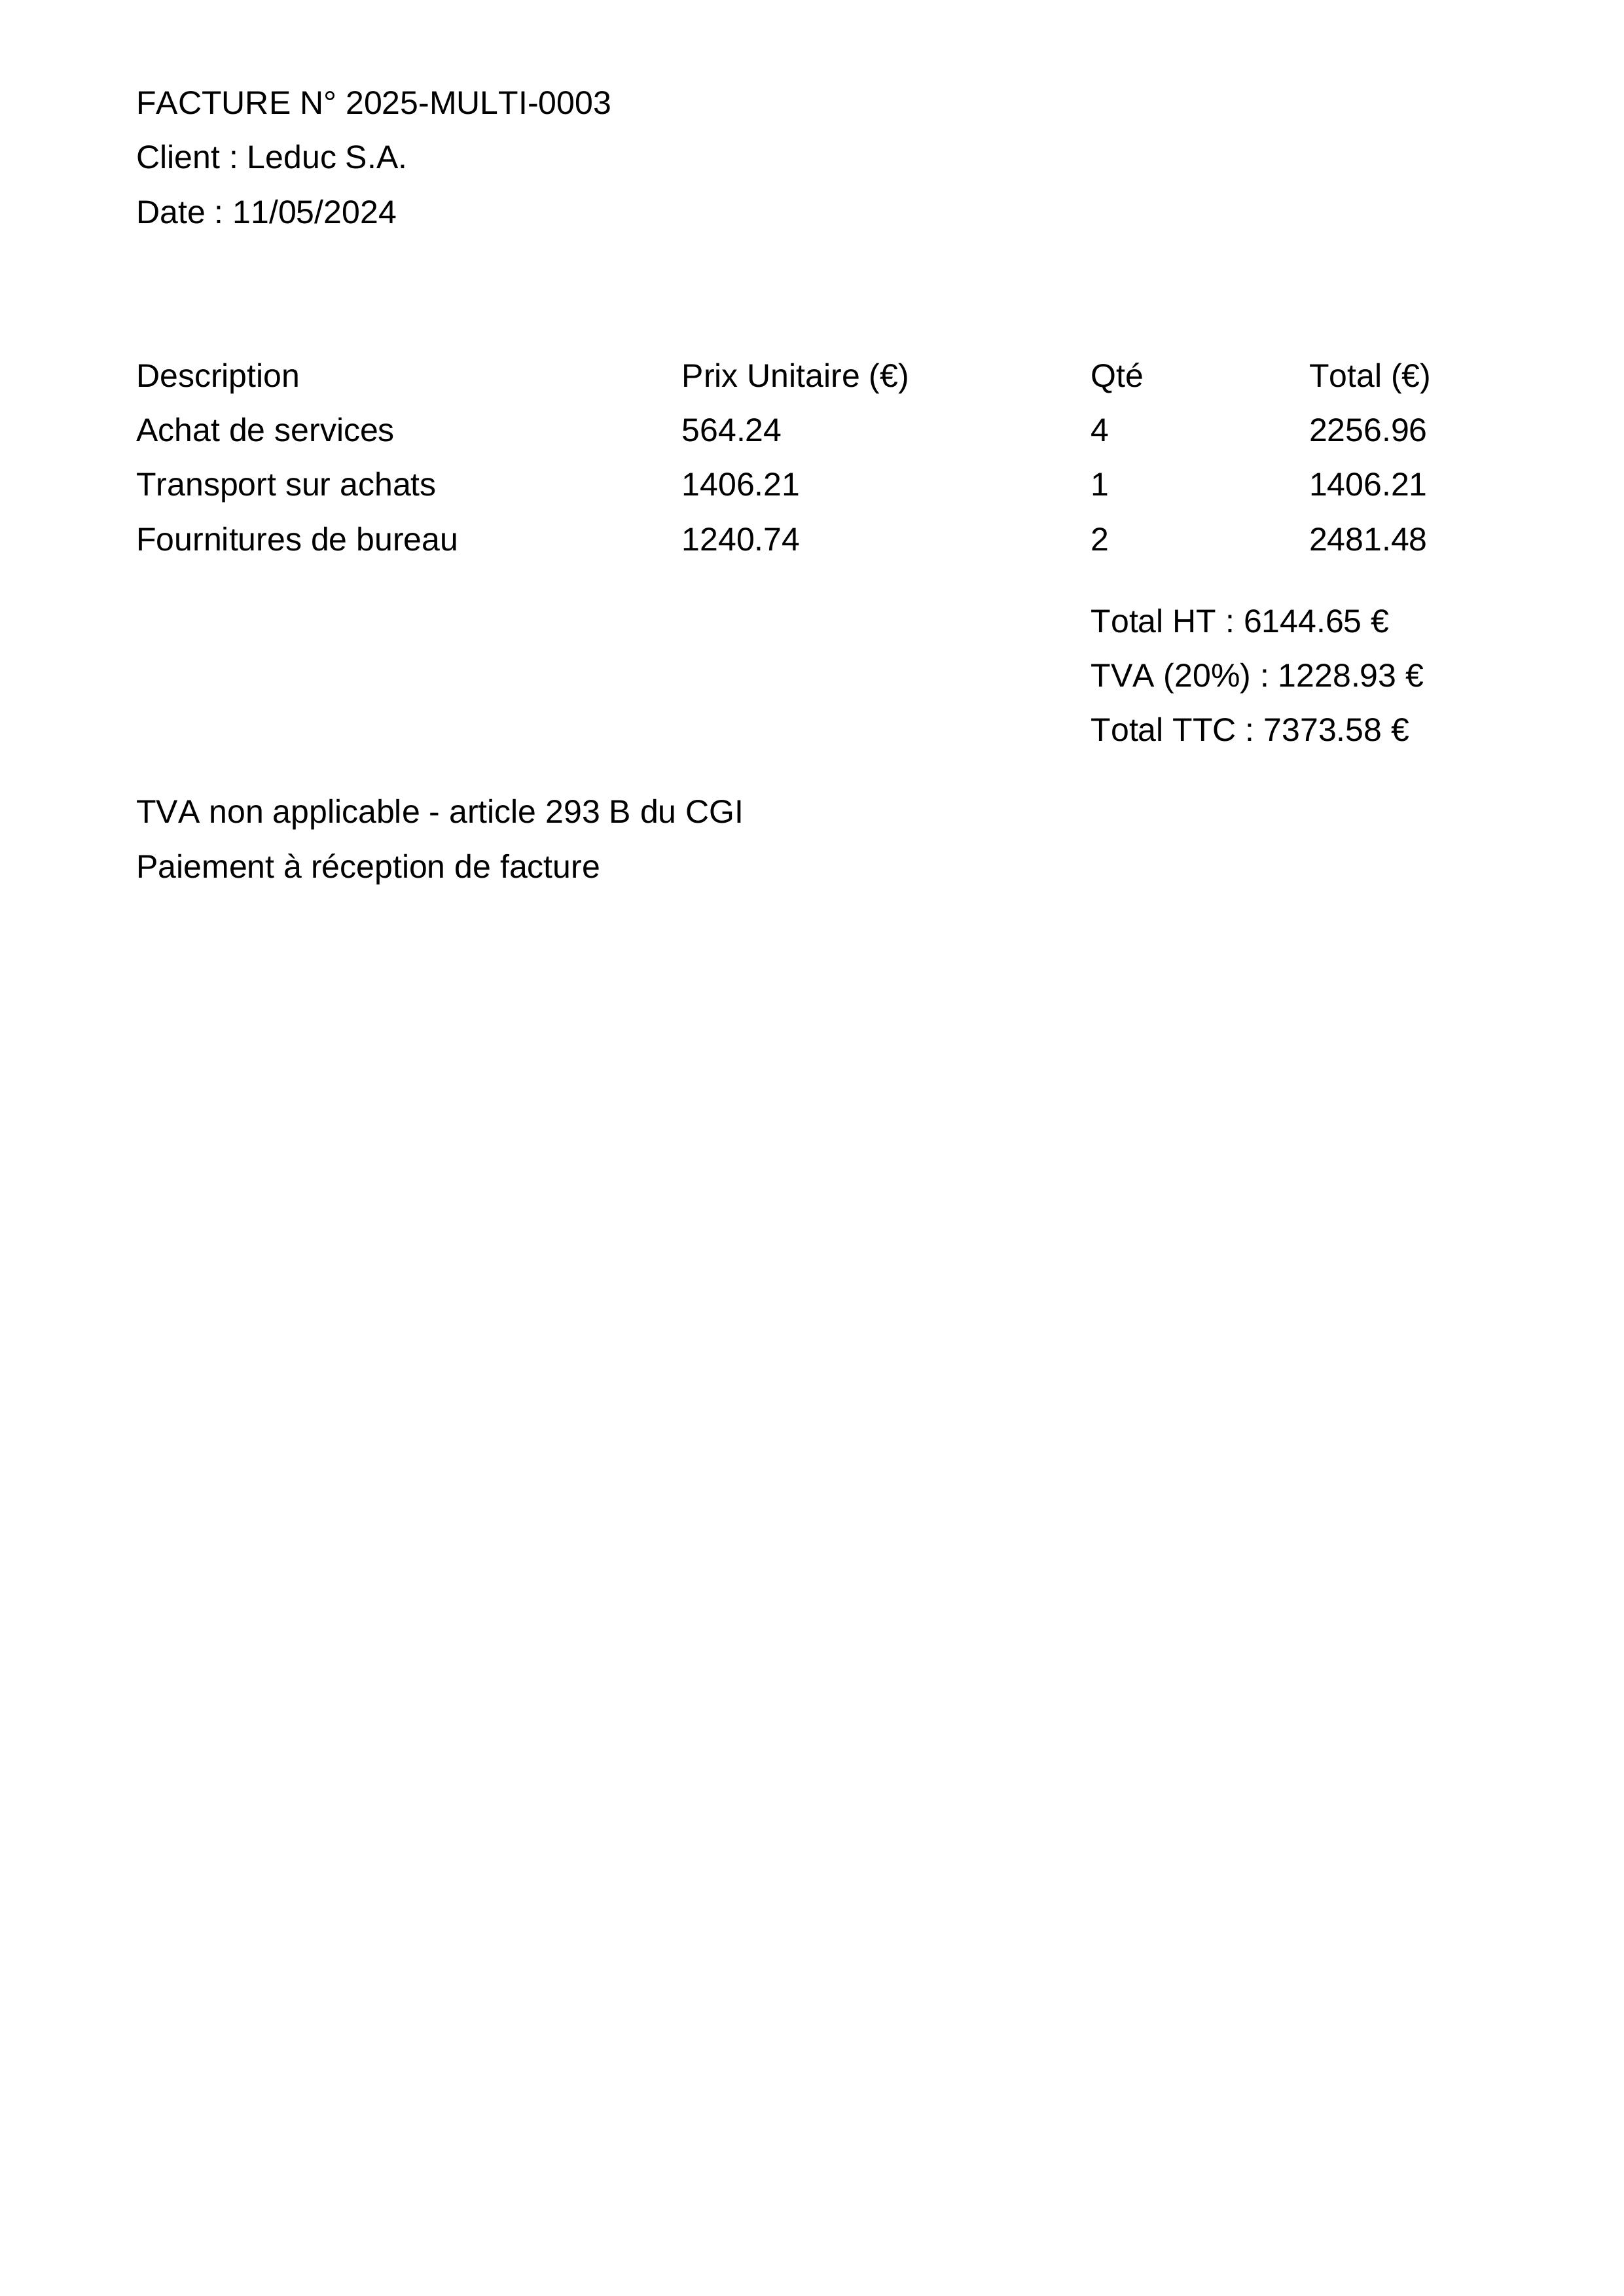 FACTURE N° 2025-MULTI-0003
Client : Leduc S.A.
Date : 11/05/2024
Description Prix Unitaire (€) Qté Total (€)
Achat de services 564.24 4 2256.96
Transport sur achats 1406.21 1 1406.21
Fournitures de bureau 1240.74 2 2481.48
Total HT : 6144.65 €
TVA (20%) : 1228.93 €
Total TTC : 7373.58 €
TVA non applicable - article 293 B du CGI
Paiement à réception de facture